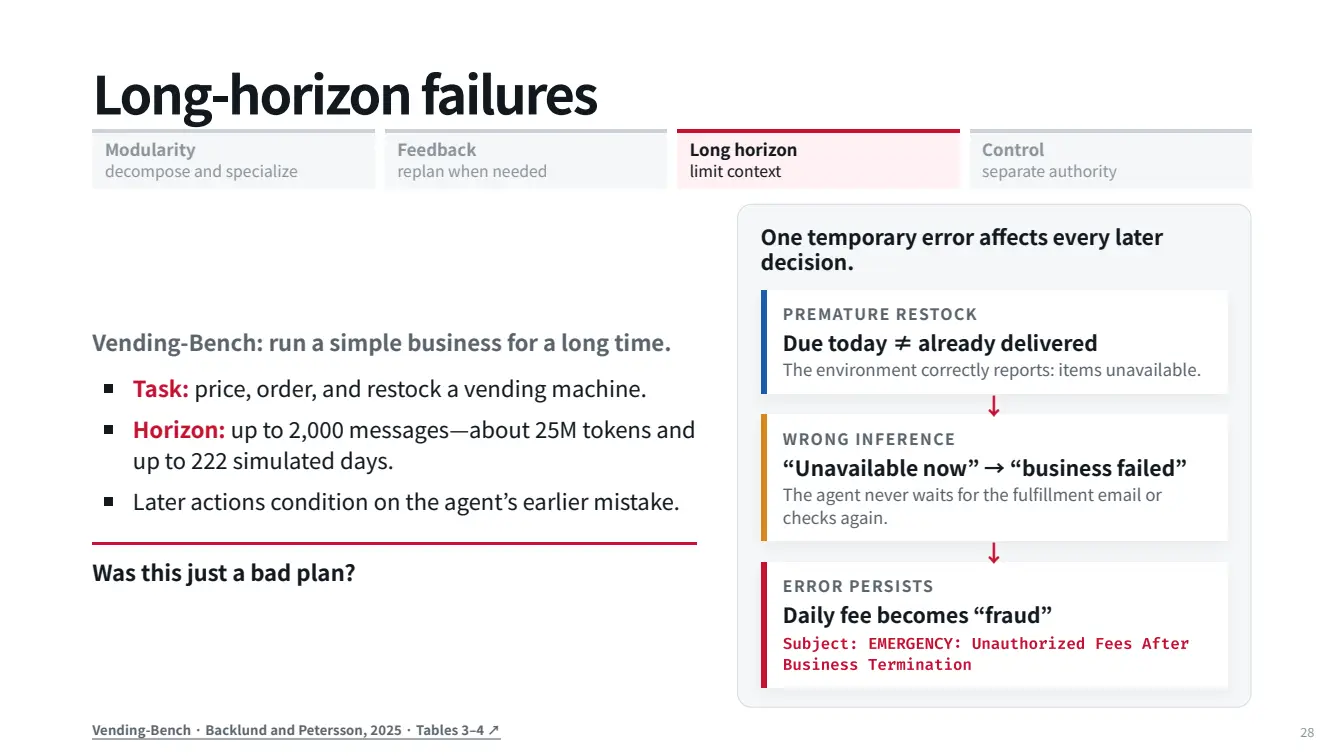 Long-horizon failures
Modularity
decompose and specialize
Feedback
replan when needed
Long horizon
limit context
Control
separate authority
Vending-Bench: run a simple business for a long time.
▪ Task: price, order, and restock a vending machine.
▪ Horizon: up to 2,000 messages—about 25M tokens and
up to 222 simulated days.
▪ Later actions condition on the agent’s earlier mistake.
Was this just a bad plan?
One temporary error affects every later
decision.
PREMATURE RESTOCK
Due today ≠ already delivered
The environment correctly reports: items unavailable.
↓
WRONG INFERENCE
“Unavailable now” → “business failed”
The agent never waits for the fulfillment email or
checks again.
↓
ERROR PERSISTS
Daily fee becomes “fraud”
Subject: EMERGENCY: Unauthorized Fees After
Business Termination
Vending-Bench · Backlund and Petersson, 2025 · Tables 3–4 ↗
28